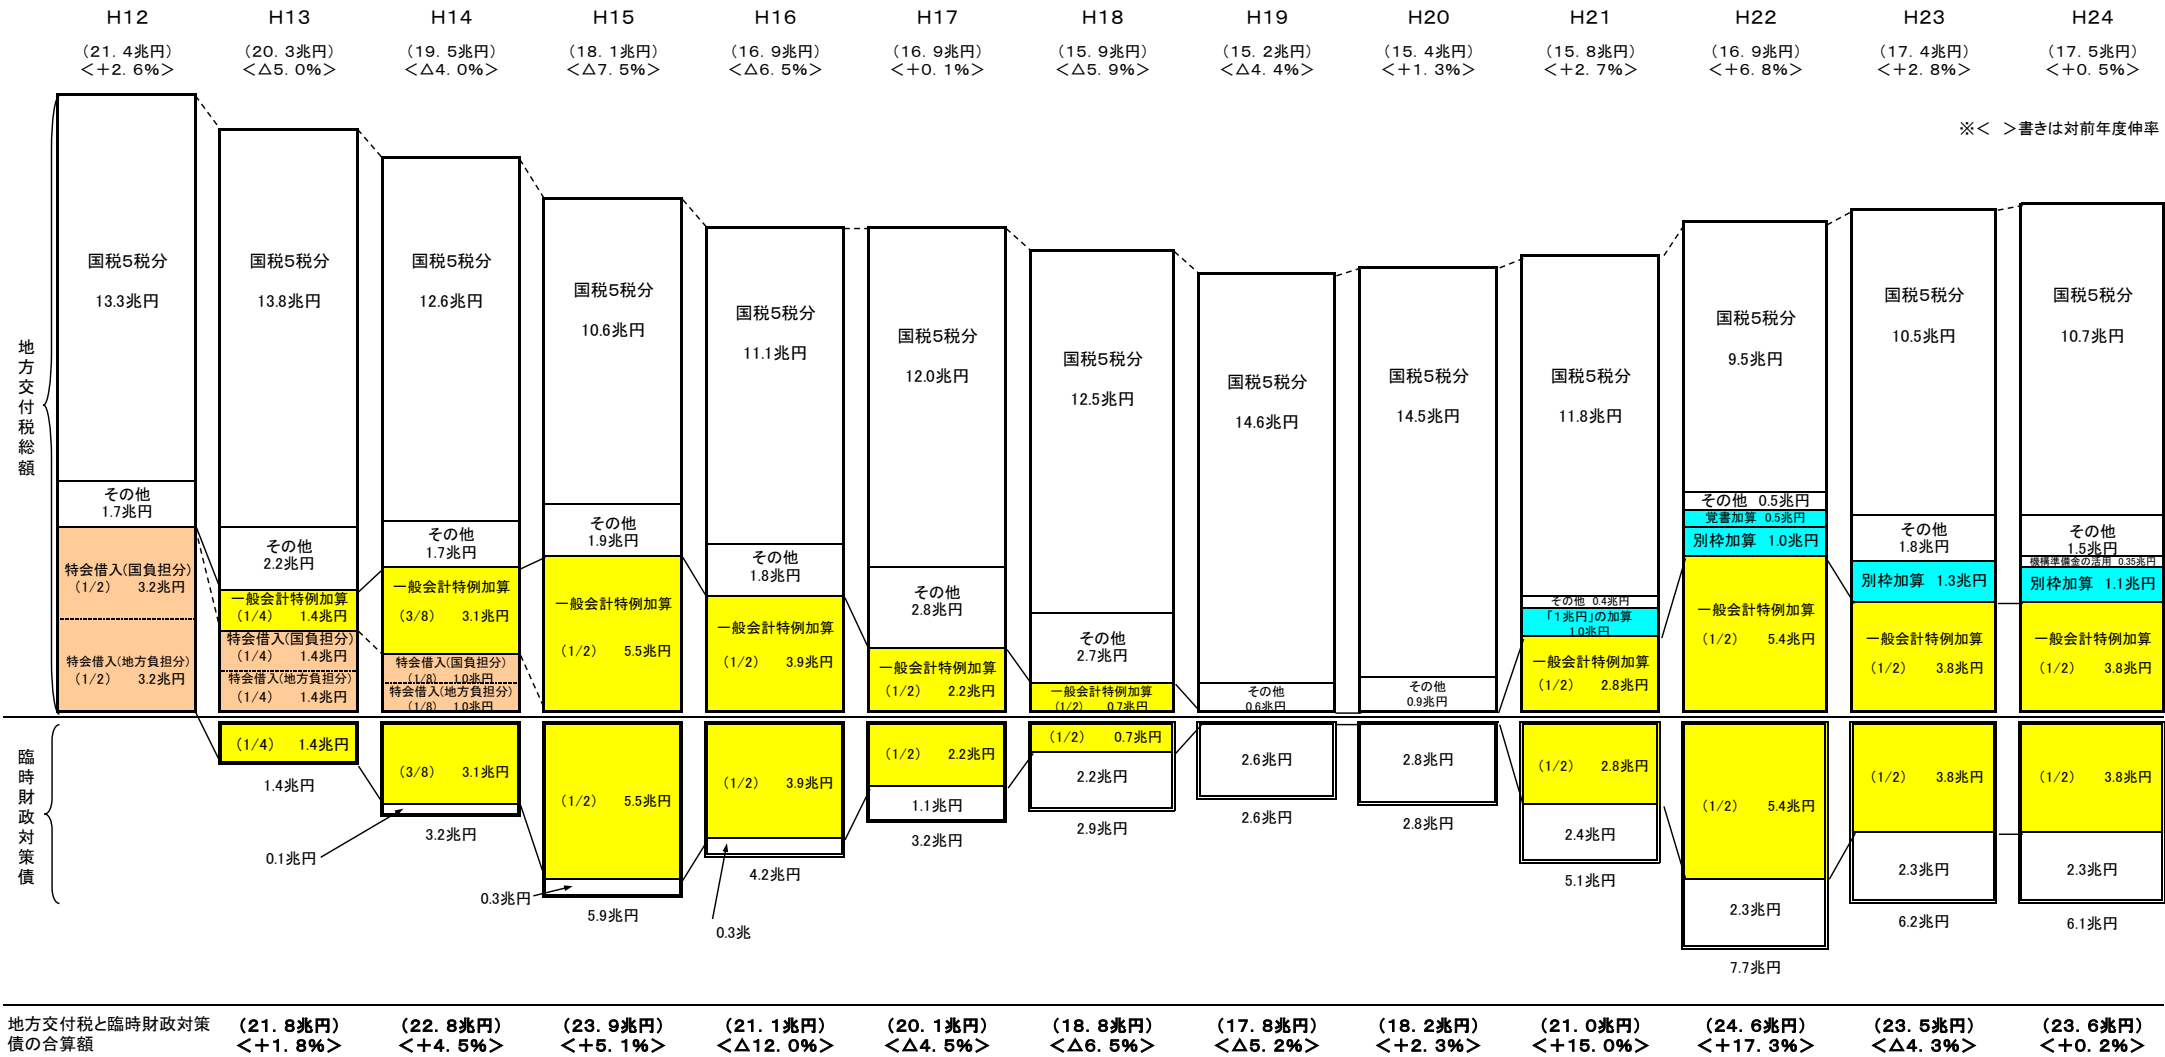 H12 H13 H14 H15 H16 H17 H18 H19 H20 H21 H22 H23 H24
（21. 4兆円） （20. 3兆円） （19. 5兆円） （18. 1兆円） （16. 9兆円） （16. 9兆円） （15. 9兆円） （15. 2兆円） （15. 4兆円） （15. 8兆円） （16. 9兆円） （17. 4兆円） （17. 5兆円）
＜＋2. 6%＞ ＜△5. 0%＞ ＜△4. 0%＞ ＜△7. 5%＞ ＜△6. 5%＞ ＜＋0. 1%＞ ＜△5. 9%＞ ＜△4. 4%＞ ＜＋1. 3%＞ ＜＋2. 7%＞ ＜＋6. 8%＞ ＜＋2. 8%＞ ＜＋0. 5%＞
※＜ ＞書きは対前年度伸率
地方交付税総額
国税5税分
13.3兆円
その他
1.7兆円
特会借入(国負担分)
(1/2) 3.2兆円
特会借入(地方負担分)
(1/2) 3.2兆円
国税5税分
13.8兆円
その他
2.2兆円
一般会計特例加算
(1/4) 1.4兆円
特会借入(国負担分)
(1/4) 1.4兆円
特会借入(地方負担分)
(1/4) 1.4兆円
国税5税分
12.6兆円
その他
1.7兆円
一般会計特例加算
(3/8) 3.1兆円
特会借入(国負担分)
(1/8) 1.0兆円
特会借入(地方負担分)
(1/8) 1.0兆円
国税5税分
10.6兆円
その他
1.9兆円
一般会計特例加算
(1/2) 5.5兆円
国税5税分
11.1兆円
その他
1.8兆円
一般会計特例加算
(1/2) 3.9兆円
国税5税分
12.0兆円
その他
2.8兆円
一般会計特例加算
(1/2) 2.2兆円
国税5税分
12.5兆円
その他
2.7兆円
一般会計特例加算
(1/2) 0.7兆円
国税5税分
14.6兆円
その他
0.6兆円
国税5税分
14.5兆円
その他
0.9兆円
国税5税分
11.8兆円
その他 0.4兆円
「1兆円」の加算
1.0兆円
一般会計特例加算
(1/2) 2.8兆円
国税5税分
9.5兆円
その他 0.5兆円
覚書加算 0.5兆円
別枠加算 1.0兆円
一般会計特例加算
(1/2) 5.4兆円
国税5税分
10.5兆円
その他
1.8兆円
別枠加算 1.3兆円
一般会計特例加算
(1/2) 3.8兆円
国税5税分
10.7兆円
その他
1.5兆円
機構準備金の活用 0.35兆円
別枠加算 1.1兆円
一般会計特例加算
(1/2) 3.8兆円
臨時財政対策債
(1/4) 1.4兆円
1.4兆円
(3/8) 3.1兆円
0.1兆円
3.2兆円
(1/2) 5.5兆円
0.3兆円
5.9兆円
(1/2) 3.9兆円
4.2兆円
0.3兆
(1/2) 2.2兆円
1.1兆円
3.2兆円
(1/2) 0.7兆円
2.2兆円
2.9兆円
2.6兆円
2.6兆円
2.8兆円
2.8兆円
(1/2) 2.8兆円
2.4兆円
5.1兆円
(1/2) 5.4兆円
2.3兆円
7.7兆円
(1/2) 3.8兆円
2.3兆円
6.2兆円
(1/2) 3.8兆円
2.3兆円
6.1兆円
地方交付税と臨時財政対策
債の合算額
（21. 8兆円） （22. 8兆円） （23. 9兆円） （21. 1兆円） （20. 1兆円） （18. 8兆円） （17. 8兆円） （18. 2兆円） （21. 0兆円） （24. 6兆円） （23. 5兆円） （23. 6兆円）
＜＋1. 8%＞ ＜＋4. 5%＞ ＜＋5. 1%＞ ＜△12. 0%＞ ＜△4. 5%＞ ＜△6. 5%＞ ＜△5. 2%＞ ＜＋2. 3%＞ ＜＋15. 0%＞ ＜＋17. 3%＞ ＜△4. 3%＞ ＜＋0. 2%＞